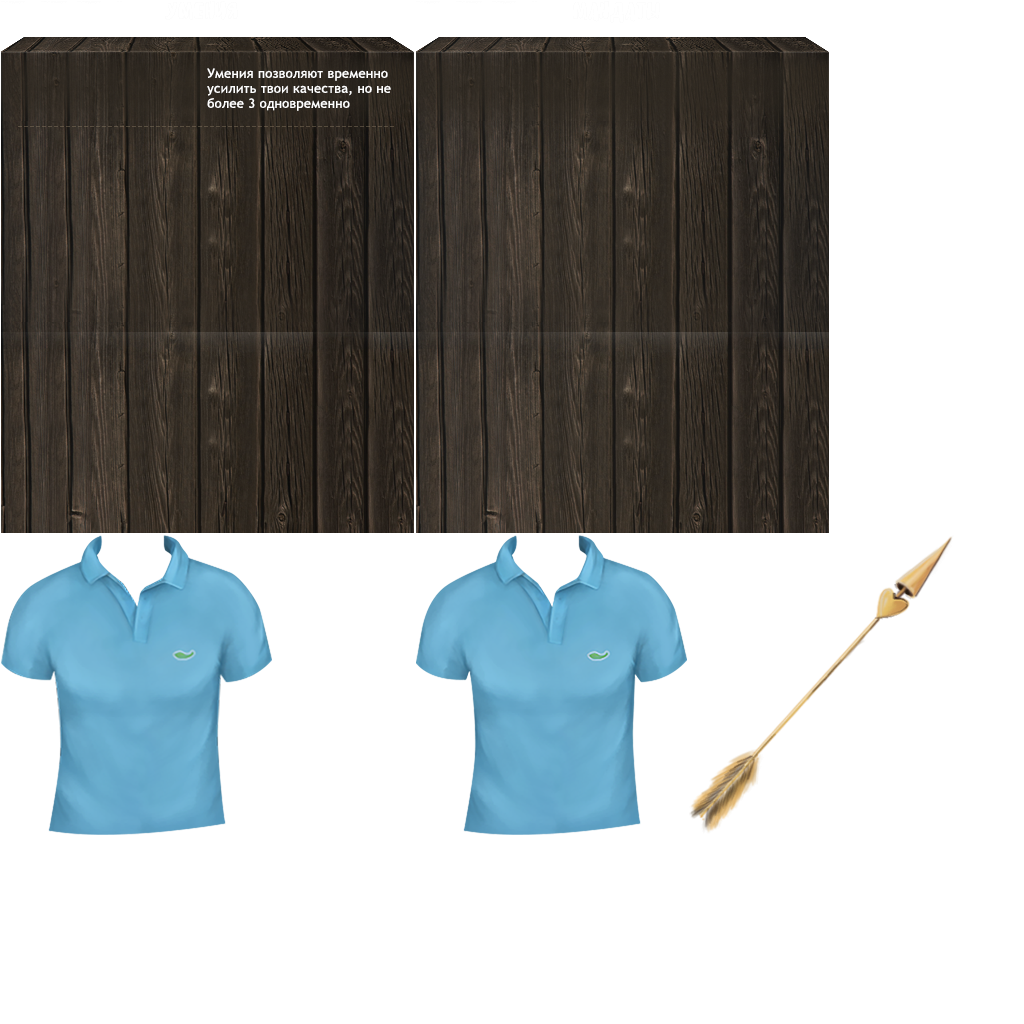 Умения позволяют временно
усилить твои качества, но не
более 3 одновременно